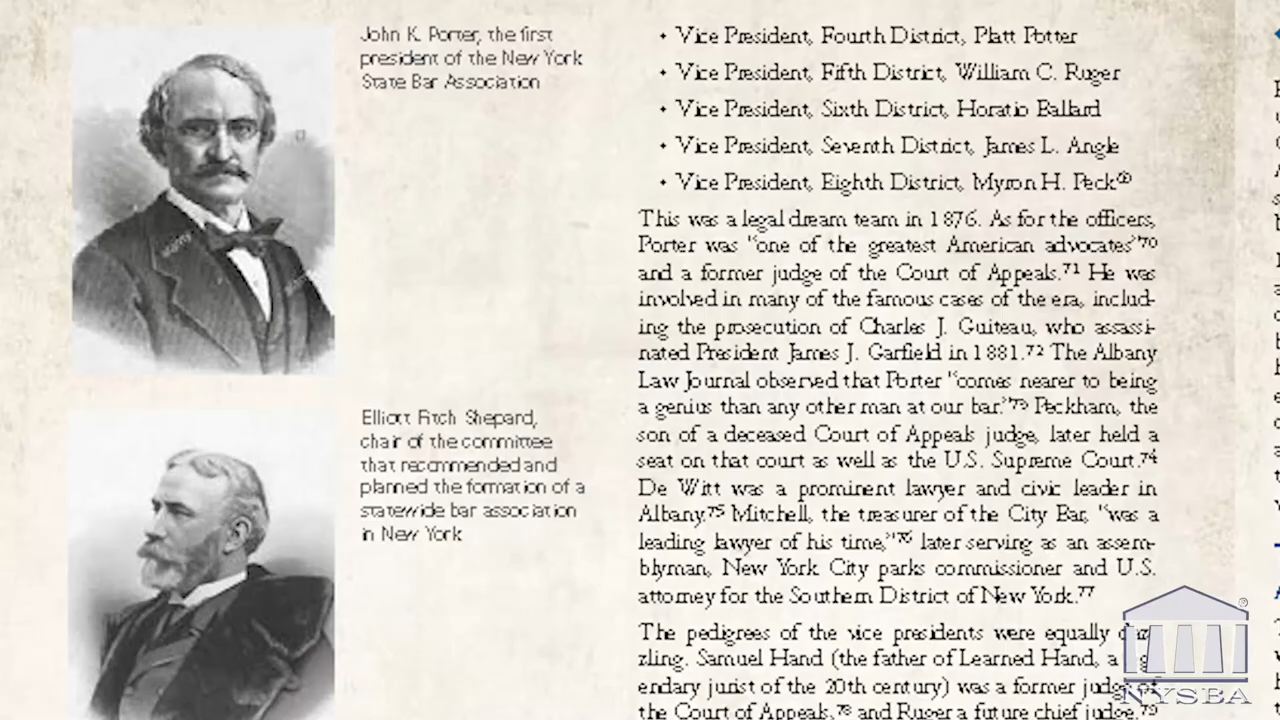 John K. Porter, the first
president of the New York
State Bar Association
Elliott Fitch Shepard,
chair of the committee
that recommended and
planned the formation of a
statewide bar association
in New York
• Vice President, Fourth District, Platt Potter
• Vice President, Fifth District, William C. Ruger
• Vice President, Sixth District, Horatio Ballard
• Vice President, Seventh District, James L. Angle
• Vice President, Eighth District, Myron H. Peck
This was a legal dream team in 1876. As for the officers,
Porter was "one of the greatest American advocates"70
and a former judge of the Court of Appeals.71 He was
involved in many of the famous cases of the era, includ-
ing the prosecution of Charles J. Guiteau, who assassi-
nated President James J. Garfield in 1881.72 The Albany
Law Journal observed that Porter "comes nearer to being
a genius than any other man at our bar."73 Peckham, the
son of a deceased Court of Appeals judge, later held a
seat on that court as well as the U.S. Supreme Court.74
De Witt was a prominent lawyer and civic leader in
Albany.75 Mitchell, the treasurer of the City Bar, "was a
leading lawyer of his time,"76 later serving as an assem-
blyman, New York City parks commissioner and U.S.
attorney for the Southern District of New York.77
The pedigrees of the vice presidents were equally
zling. Samuel Hand (the father of Learned Hand, a
endary jurist of the 20th century) was a former judge of
the Court of Appeals,78 and Ruger a future chief judge.79
NYSBA